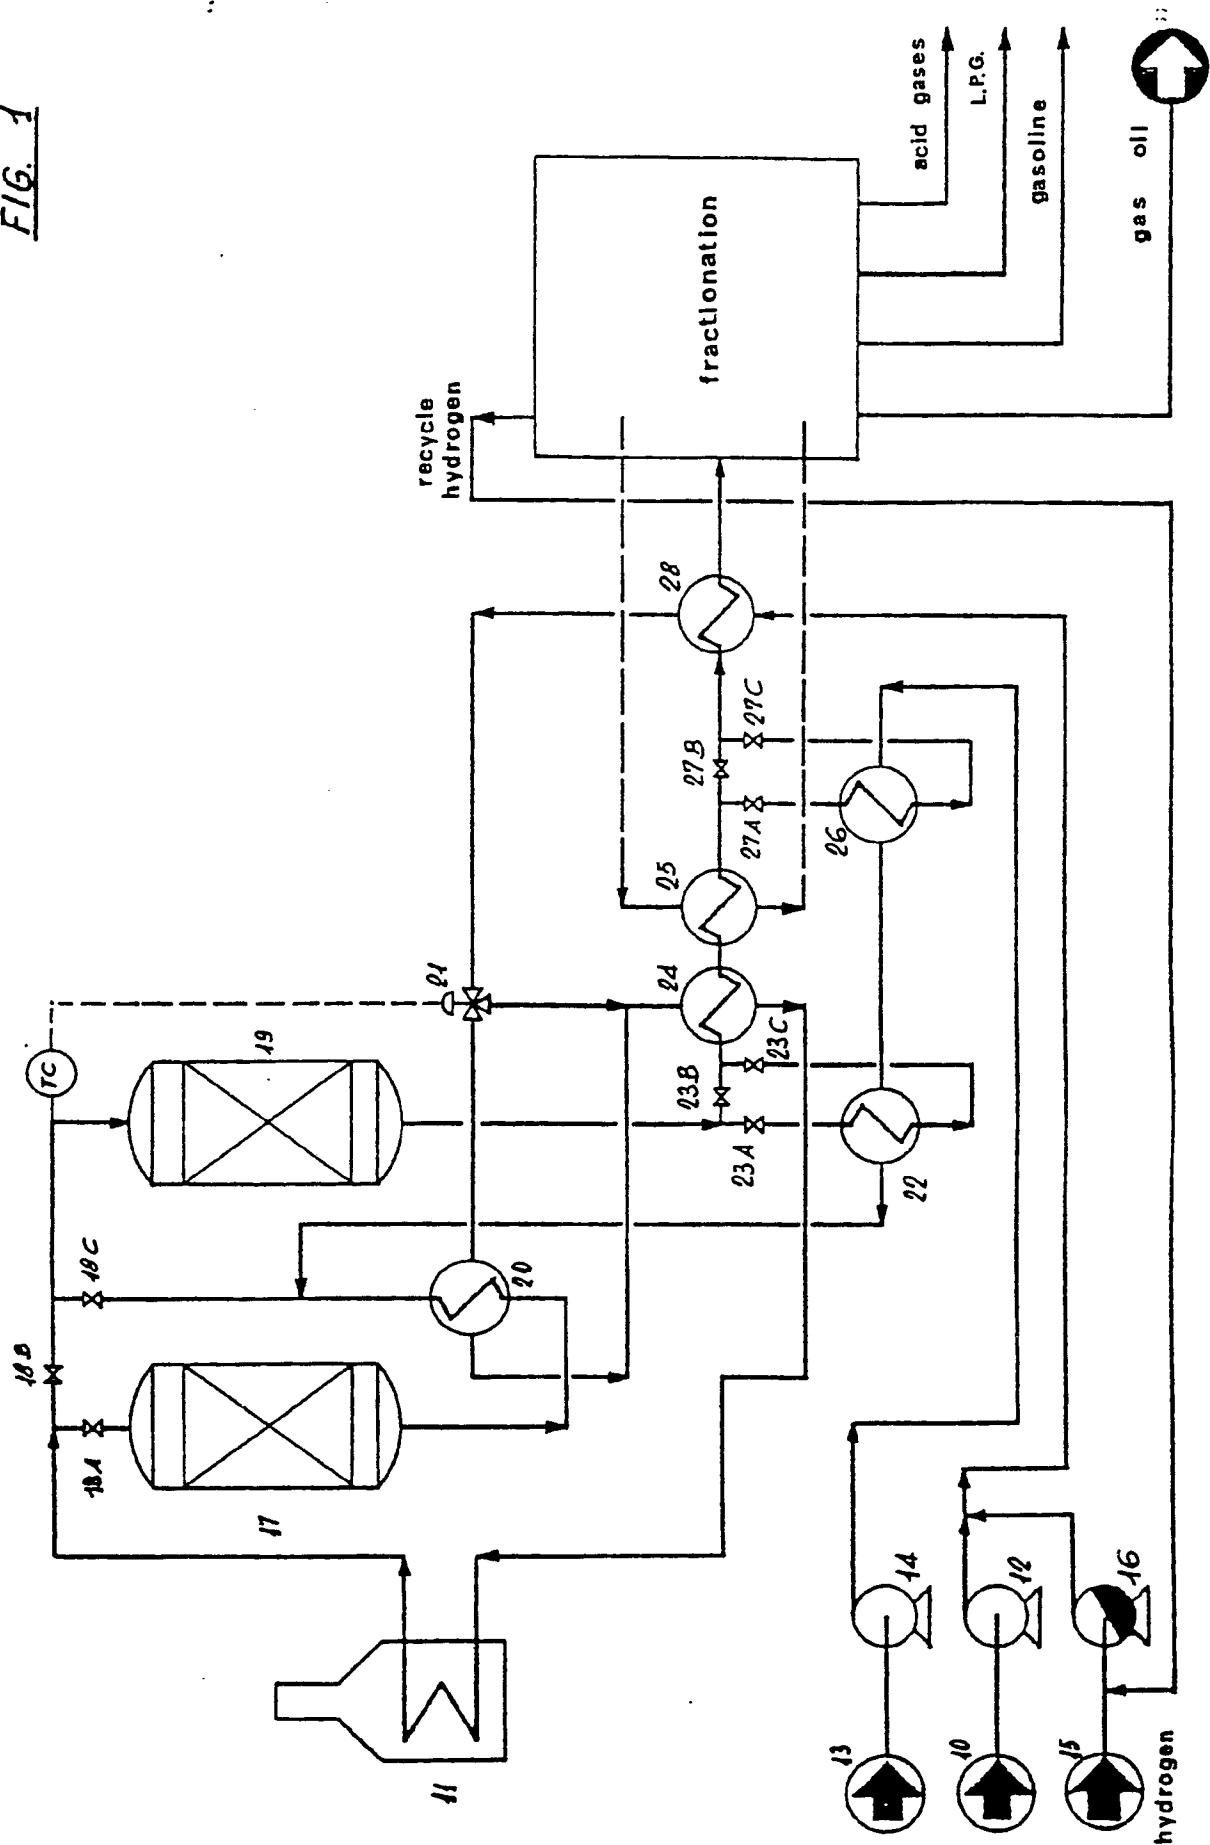 FIG. 1
acid gases
L.P.G.
gasoline
gas oil
fractionation
recycle
hydrogen
28
27C
27B
27A
26
25
24
21
TC
19
23C
23B
23A
22
20
18C
18B
18A
17
11
14
12
16
13
10
15
hydrogen